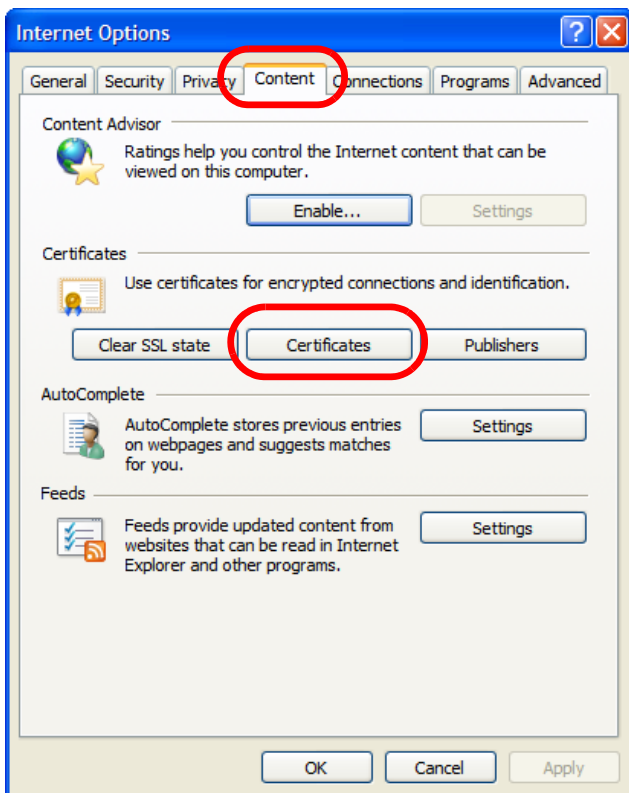 Internet Options
General Security Privacy Content Connections Programs Advanced
Content Advisor
Ratings help you control the Internet content that can be
viewed on this computer.
Enable... Settings
Certificates
Use certificates for encrypted connections and identification.
Clear SSL state Certificates Publishers
AutoComplete
AutoComplete stores previous entries
on webpages and suggests matches
for you.
Settings
Feeds
Feeds provide updated content from
websites that can be read in Internet
Explorer and other programs.
Settings
OK Cancel Apply